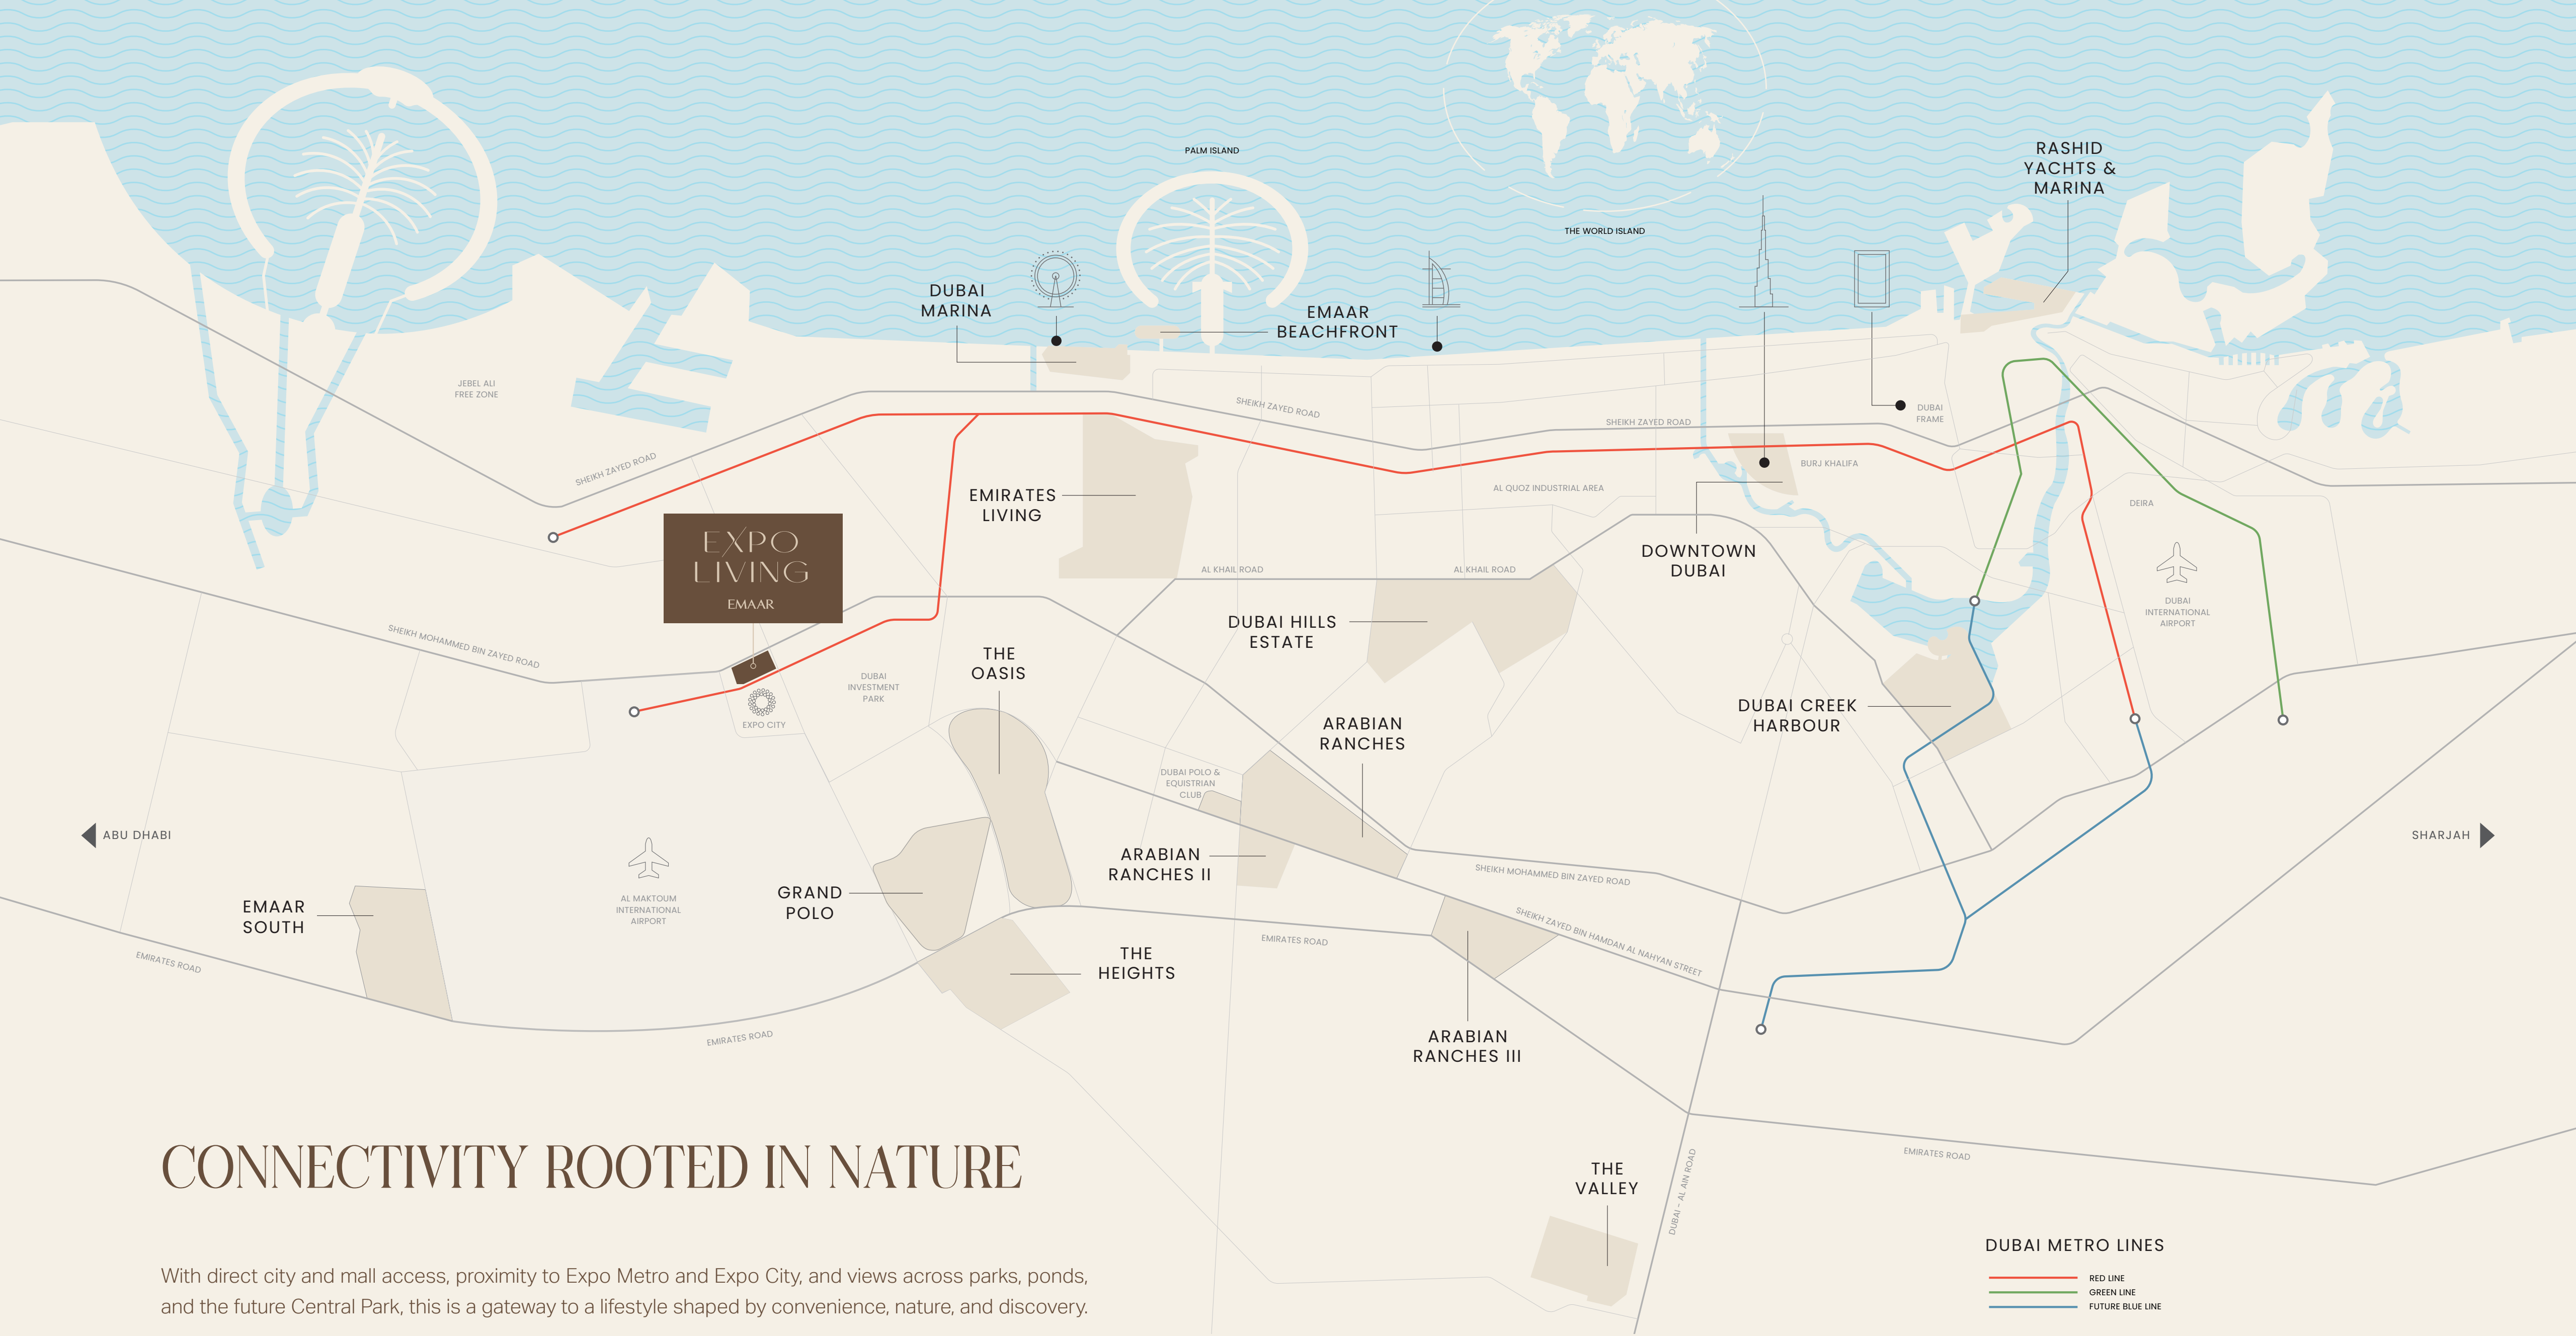 PALM ISLAND
THE WORLD ISLAND
RASHID
YACHTS &
MARINA
DUBAI
MARINA
EMAAR
BEACHFRONT
JEBEL ALI
FREE ZONE
SHEIKH ZAYED ROAD
SHEIKH ZAYED ROAD
SHEIKH ZAYED ROAD
DUBAI
FRAME
BURJ KHALIFA
AL QUOZ INDUSTRIAL AREA
DEIRA
EMIRATES
LIVING
EXPO
LIVING
EMAAR
DOWNTOWN
DUBAI
AL KHAIL ROAD
AL KHAIL ROAD
DUBAI
INTERNATIONAL
AIRPORT
DUBAI HILLS
ESTATE
SHEIKH MOHAMMED BIN ZAYED ROAD
THE
OASIS
DUBAI
INVESTMENT
PARK
EXPO CITY
DUBAI CREEK
HARBOUR
ARABIAN
RANCHES
DUBAI POLO &
EQUISTRIAN
CLUB
ABU DHABI
SHARJAH
ARABIAN
RANCHES II
SHEIKH MOHAMMED BIN ZAYED ROAD
GRAND
POLO
AL MAKTOUM
INTERNATIONAL
AIRPORT
EMAAR
SOUTH
SHEIKH ZAYED BIN HAMDAN AL NAHYAN STREET
EMIRATES ROAD
EMIRATES ROAD
THE
HEIGHTS
EMIRATES ROAD
ARABIAN
RANCHES III
CONNECTIVITY ROOTED IN NATURE
EMIRATES ROAD
THE
VALLEY
DUBAI - AL AIN ROAD
With direct city and mall access, proximity to Expo Metro and Expo City, and views across parks, ponds,
and the future Central Park, this is a gateway to a lifestyle shaped by convenience, nature, and discovery.
DUBAI METRO LINES
RED LINE
GREEN LINE
FUTURE BLUE LINE